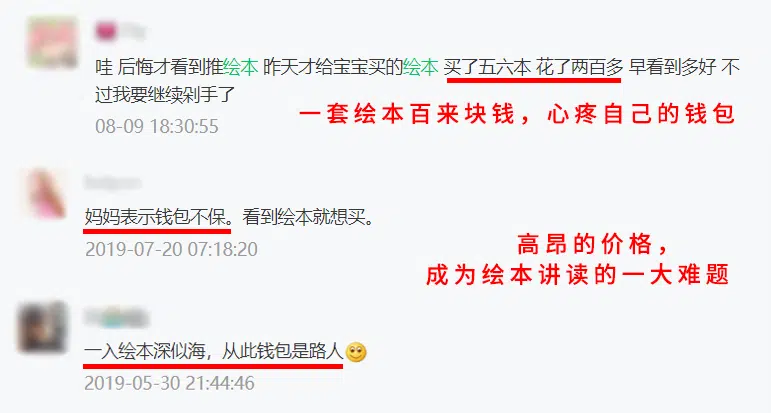 哇 后悔才看到推绘本 昨天才给宝宝买的绘本 买了五六本 花了两百多 早看到多好 不
过我要继续剁手了
一套绘本百来块钱，心疼自己的钱包
08-09 18:30:55
妈妈表示钱包不保。看到绘本就想买。
2019-07-20 07:18:20
高昂的价格，
成为绘本讲读的一大难题
一入绘本深似海，从此钱包是路人
2019-05-30 21:44:46